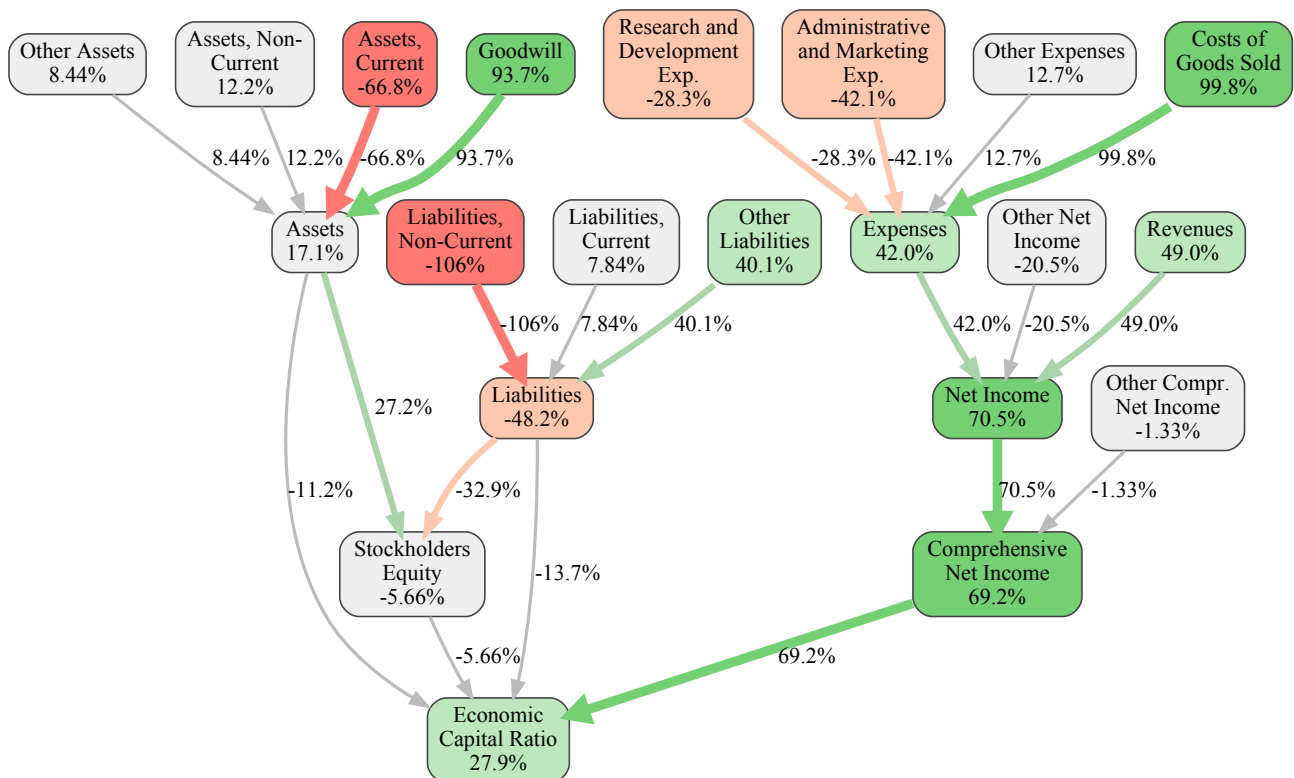 Other Assets
8.44%
Assets, Non-
Current
12.2%
Assets,
Current
-66.8%
Goodwill
93.7%
Research and
Development
Exp.
-28.3%
Administrative
and Marketing
Exp.
-42.1%
Other Expenses
12.7%
Costs of
Goods Sold
99.8%
8.44%
12.2%
-66.8%
93.7%
-28.3%
-42.1%
12.7%
99.8%
Assets
17.1%
Liabilities,
Non-Current
-106%
Liabilities,
Current
7.84%
Other
Liabilities
40.1%
Expenses
42.0%
Other Net
Income
-20.5%
Revenues
49.0%
-106%
7.84%
40.1%
42.0%
-20.5%
49.0%
27.2%
Liabilities
-48.2%
Net Income
70.5%
Other Compr.
Net Income
-1.33%
-11.2%
-32.9%
70.5%
-1.33%
Stockholders
Equity
-5.66%
-13.7%
Comprehensive
Net Income
69.2%
-5.66%
69.2%
Economic
Capital Ratio
27.9%